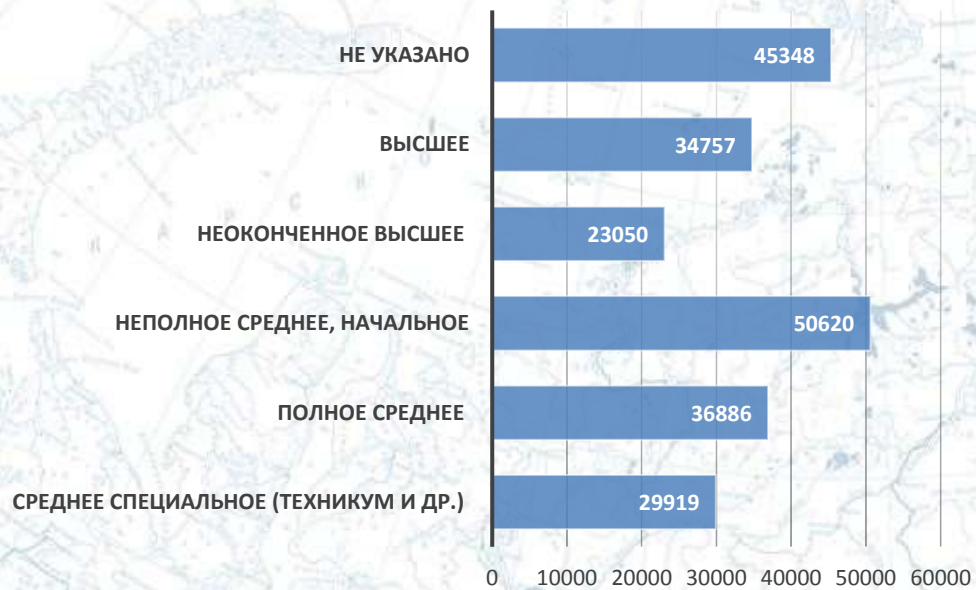 НЕ УКАЗАНО
45348
ВЫСШЕЕ
34757
НЕОКОНЧЕННОЕ ВЫСШЕЕ
23050
НЕПОЛНОЕ СРЕДНЕЕ, НАЧАЛЬНОЕ
50620
ПОЛНОЕ СРЕДНЕЕ
36886
СРЕДНЕЕ СПЕЦИАЛЬНОЕ (ТЕХНИКУМ И ДР.)
29919
0 10000 20000 30000 40000 50000 60000